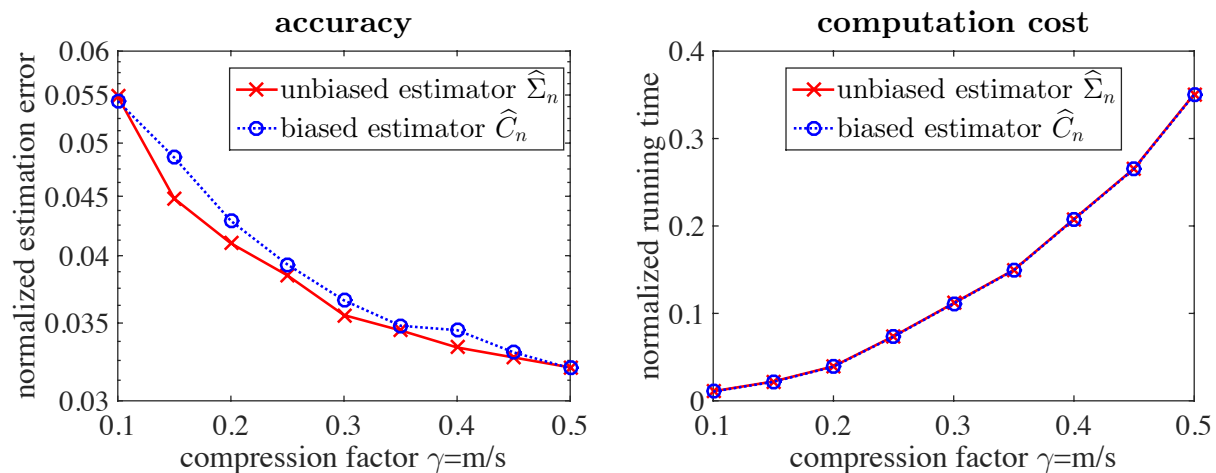 accuracy
normalized estimation error
0.06
0.055
0.05
0.045
0.04
0.035
0.03
unbiased estimator Σ̂ₙ
biased estimator Ĉₙ
0.1 0.2 0.3 0.4 0.5
compression factor γ=m/s
computation cost
normalized running time
0.4
0.3
0.2
0.1
0
unbiased estimator Σ̂ₙ
biased estimator Ĉₙ
0.1 0.2 0.3 0.4 0.5
compression factor γ=m/s